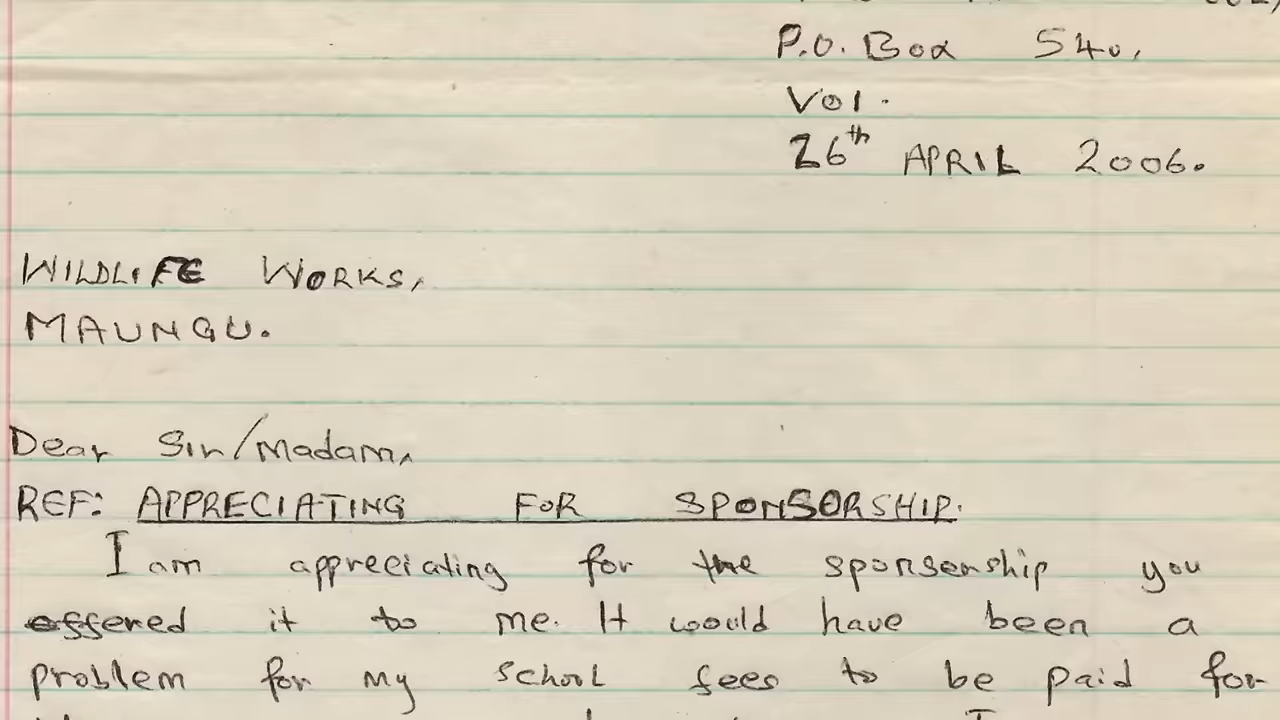 P.O. Box 540,
VOI.
26th APRIL 2006.
WILDLIFE WORKS,
MAUNGU.
Dear Sir/Madam,
REF: APPRECIATING FOR SPONSORSHIP.
I am appreciating for the sponsership you
offered it to me. It would have been a
problem for my school fees to be paid for